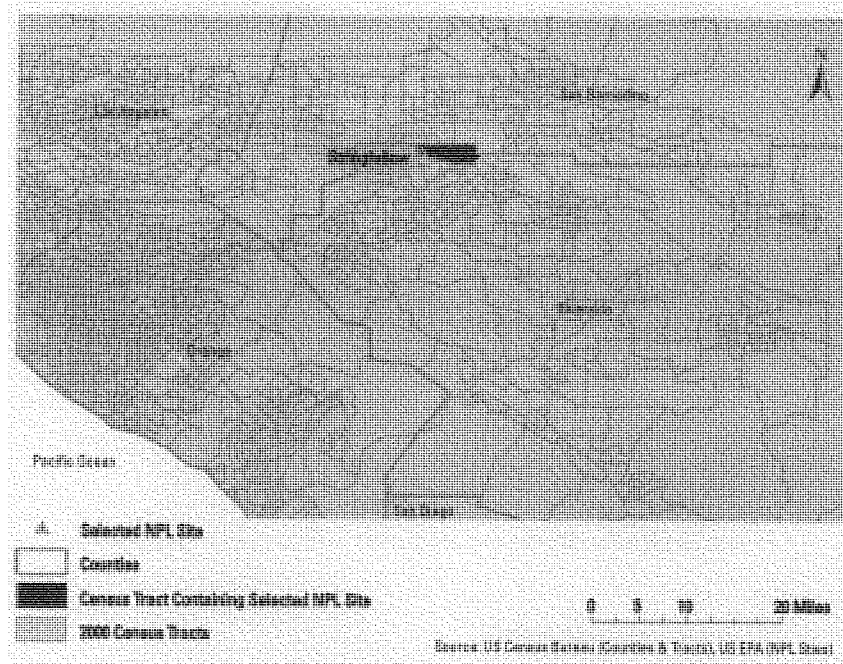 Los Angeles
San Bernardino
Stringfellow
Riverside
Orange
Pacific Ocean
San Diego
Selected NPL Site
Counties
Census Tract Containing Selected NPL Site
2000 Census Tracts
0 5 10 20 Miles
Source: US Census Bureau (Counties & Tracts), US EPA (NPL Sites)